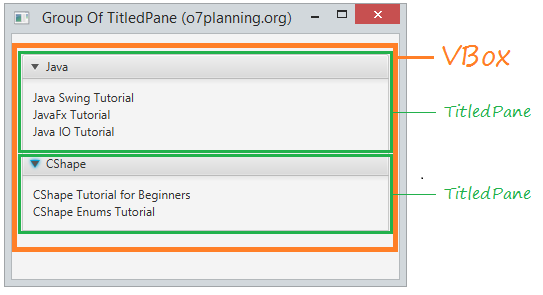 Group Of TitledPane (o7planning.org)
VBox
Java
Java Swing Tutorial
JavaFx Tutorial
TitledPane
Java IO Tutorial
CShape
.
CShape Tutorial for Beginners
TitledPane
CShape Enums Tutorial